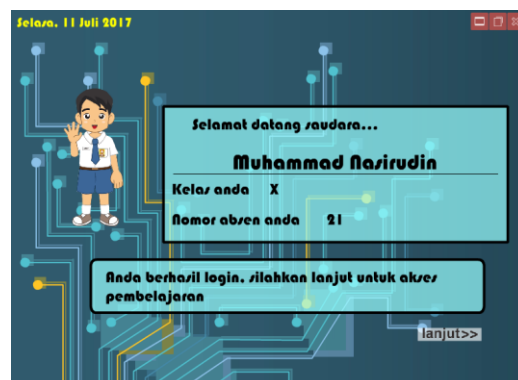 Selasa, 11 Juli 2017
Selamat datang saudara...
Muhammad Nasirudin
Kelas anda X
Nomor absen anda 21
Anda berhasil login, silahkan lanjut untuk akses
pembelajaran
lanjut>>